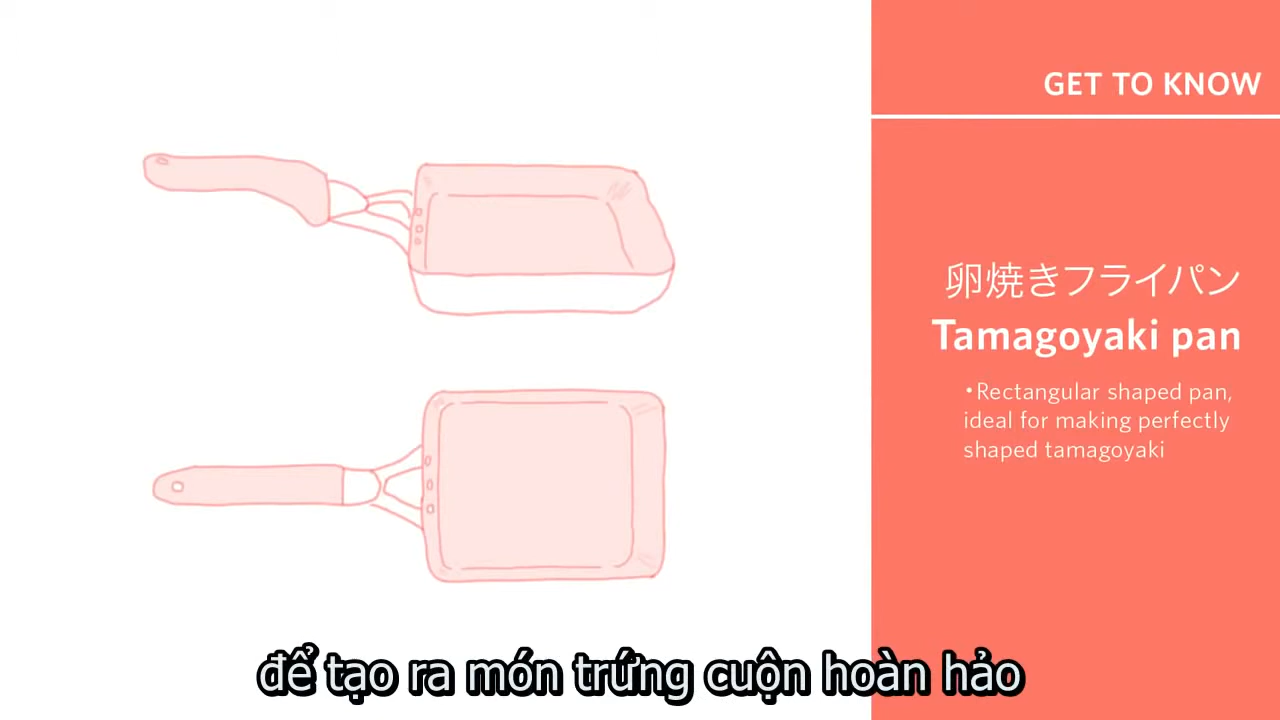 GET TO KNOW
卵焼きフライパン
Tamagoyaki pan
•Rectangular shaped pan,
ideal for making perfectly
shaped tamagoyaki
để tạo ra món trứng cuộn hoàn hảo